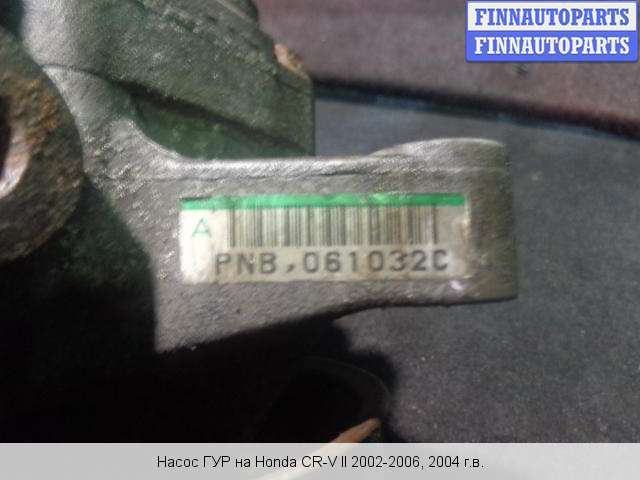 FINNAUTOPARTS
FINNAUTOPARTS
A
PNB,061032C
Насос ГУР на Honda CR-V II 2002-2006, 2004 г.в.